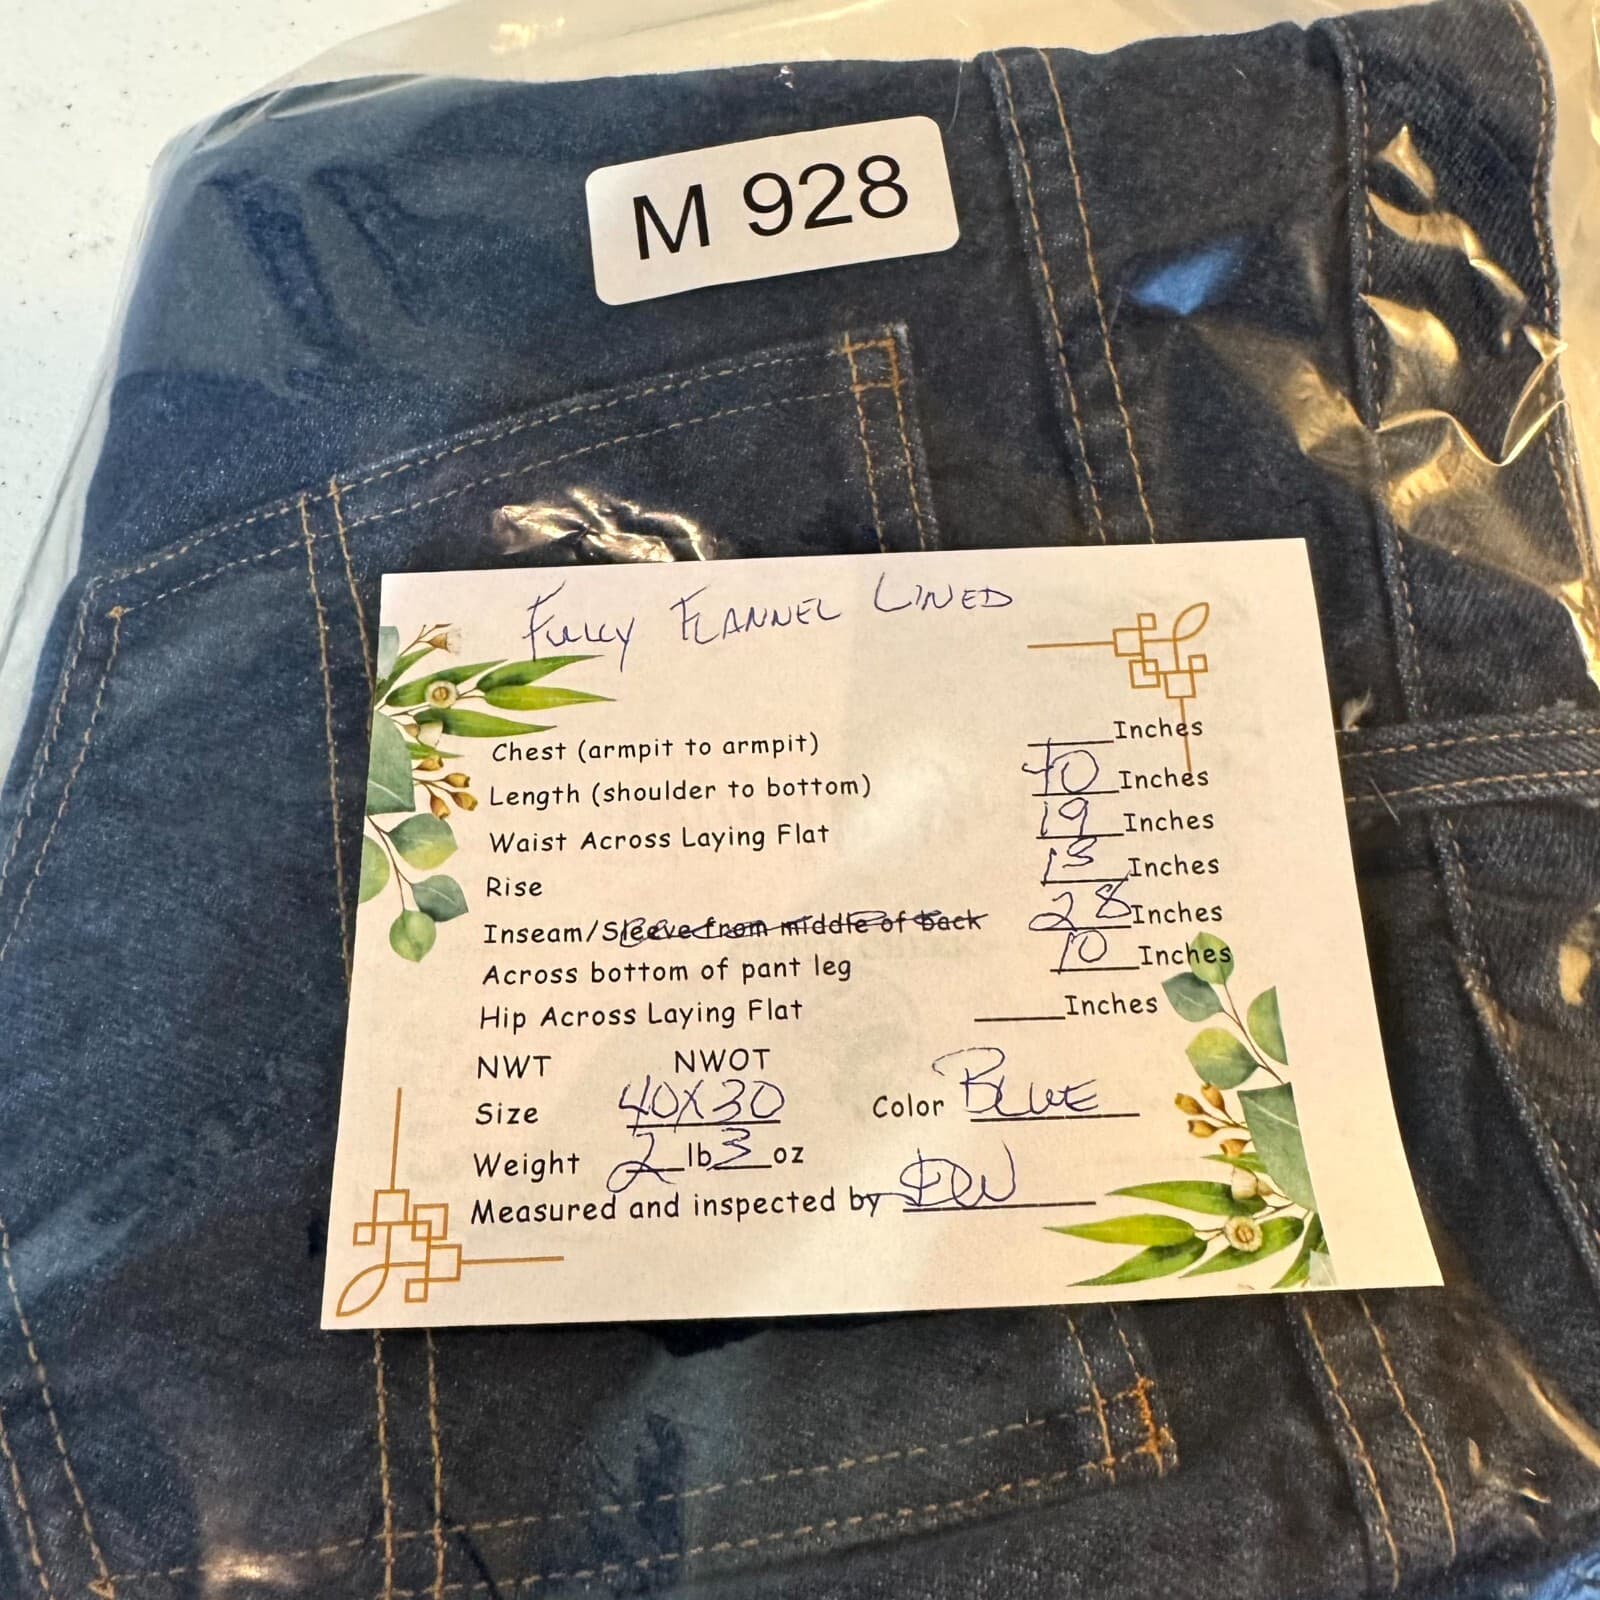 M 928
Fully Flannel Lined
Chest (armpit to armpit) ______Inches
Length (shoulder to bottom) 40 Inches
Waist Across Laying Flat 19 Inches
Rise 13 Inches
Inseam/Sleeve from middle of back 28 Inches
Across bottom of pant leg 10 Inches
Hip Across Laying Flat ______Inches
NWT NWOT
Size 40X30 Color BLUE
Weight 2 lb 3 oz
Measured and inspected by